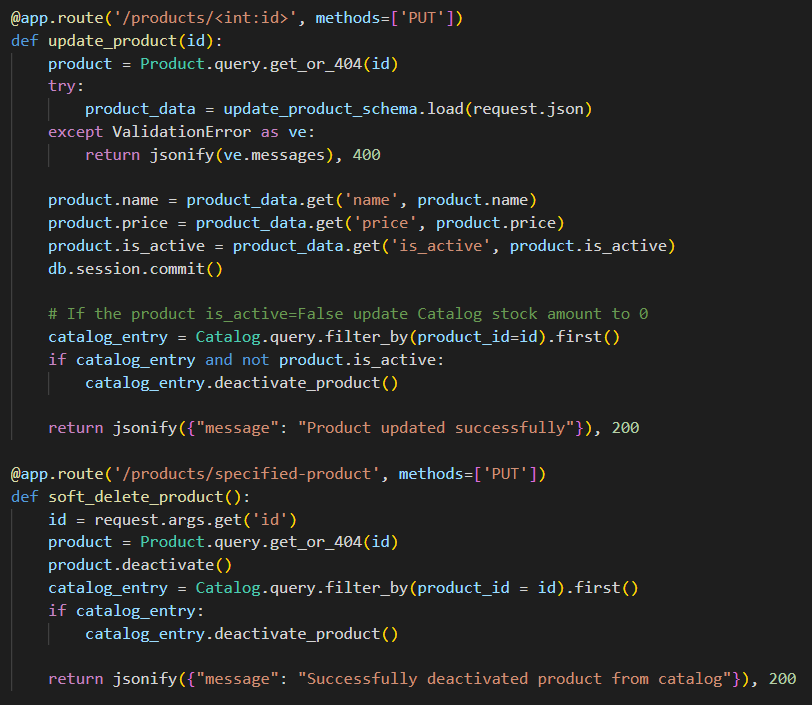 @app.route('/products/<int:id>', methods=['PUT'])
def update_product(id):
    product = Product.query.get_or_404(id)
    try:
        product_data = update_product_schema.load(request.json)
    except ValidationError as ve:
        return jsonify(ve.messages), 400

    product.name = product_data.get('name', product.name)
    product.price = product_data.get('price', product.price)
    product.is_active = product_data.get('is_active', product.is_active)
    db.session.commit()

    # If the product is_active=False update Catalog stock amount to 0
    catalog_entry = Catalog.query.filter_by(product_id=id).first()
    if catalog_entry and not product.is_active:
        catalog_entry.deactivate_product()

    return jsonify({"message": "Product updated successfully"}), 200

@app.route('/products/specified-product', methods=['PUT'])
def soft_delete_product():
    id = request.args.get('id')
    product = Product.query.get_or_404(id)
    product.deactivate()
    catalog_entry = Catalog.query.filter_by(product_id = id).first()
    if catalog_entry:
        catalog_entry.deactivate_product()

    return jsonify({"message": "Successfully deactivated product from catalog"}), 200